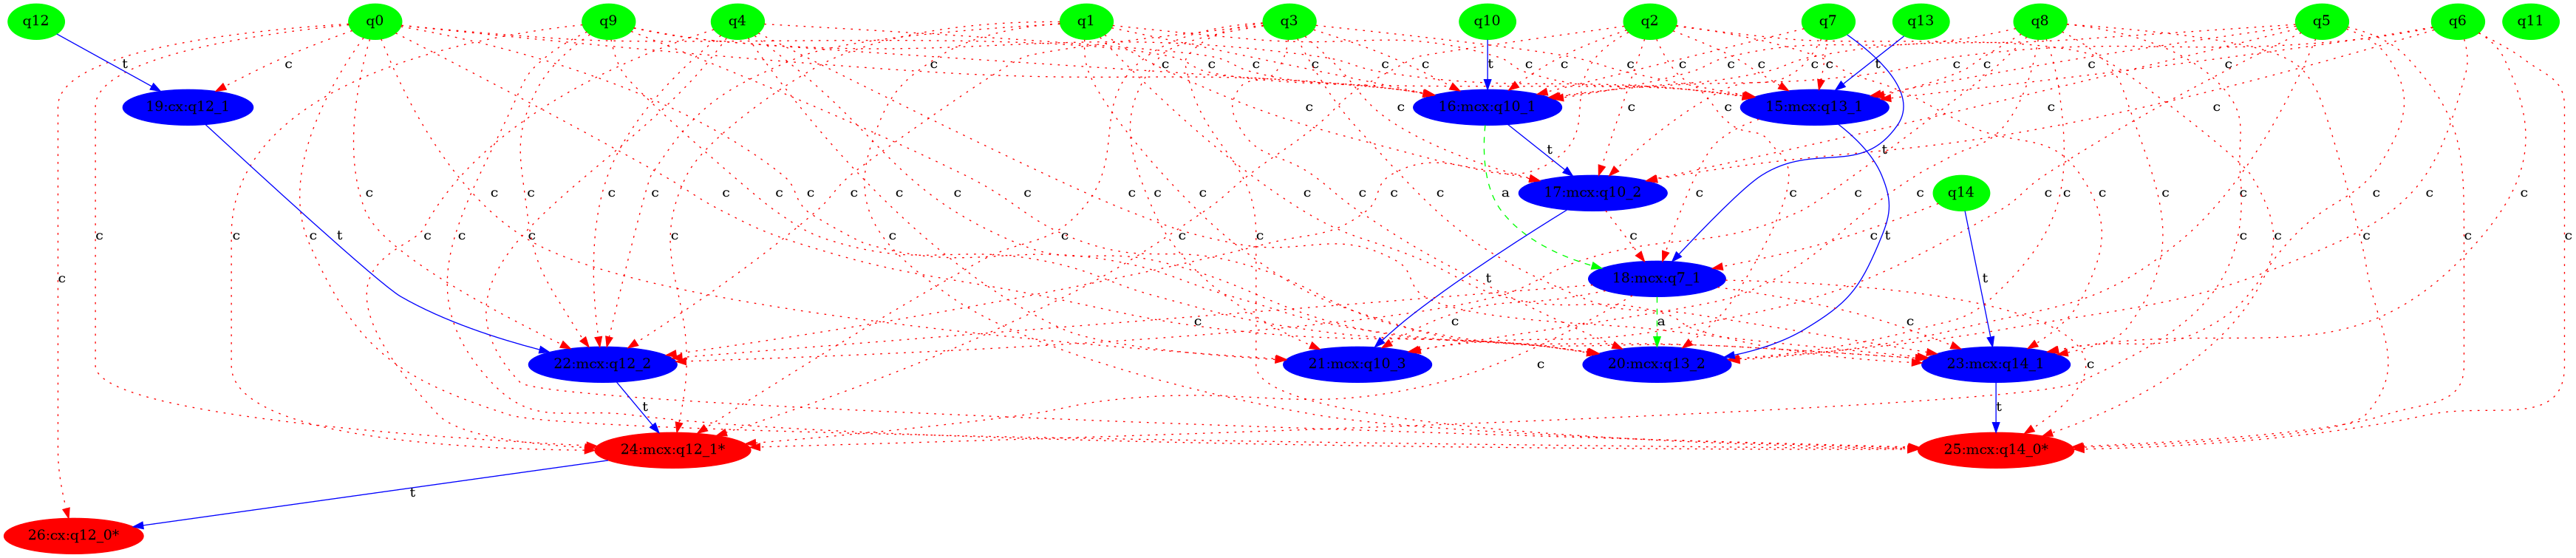 q12 q0 q9 q4 q1 q3 q10 q2 q7 q13 q8 q5 q6 q11
t c c c c c c c t c c c c c c t c c c
19:cx:q12_1 16:mcx:q10_1 15:mcx:q13_1
c c c c c t t
17:mcx:q10_2 q14
c c c c c c c c c c c c c a c c c c c c c c c c
c t c c c c c c c c c c t c c c c
18:mcx:q7_1
c t t
c c a c
22:mcx:q12_2 21:mcx:q10_3 20:mcx:q13_2 23:mcx:q14_1
c c
t t
24:mcx:q12_1* 25:mcx:q14_0*
t
26:cx:q12_0*